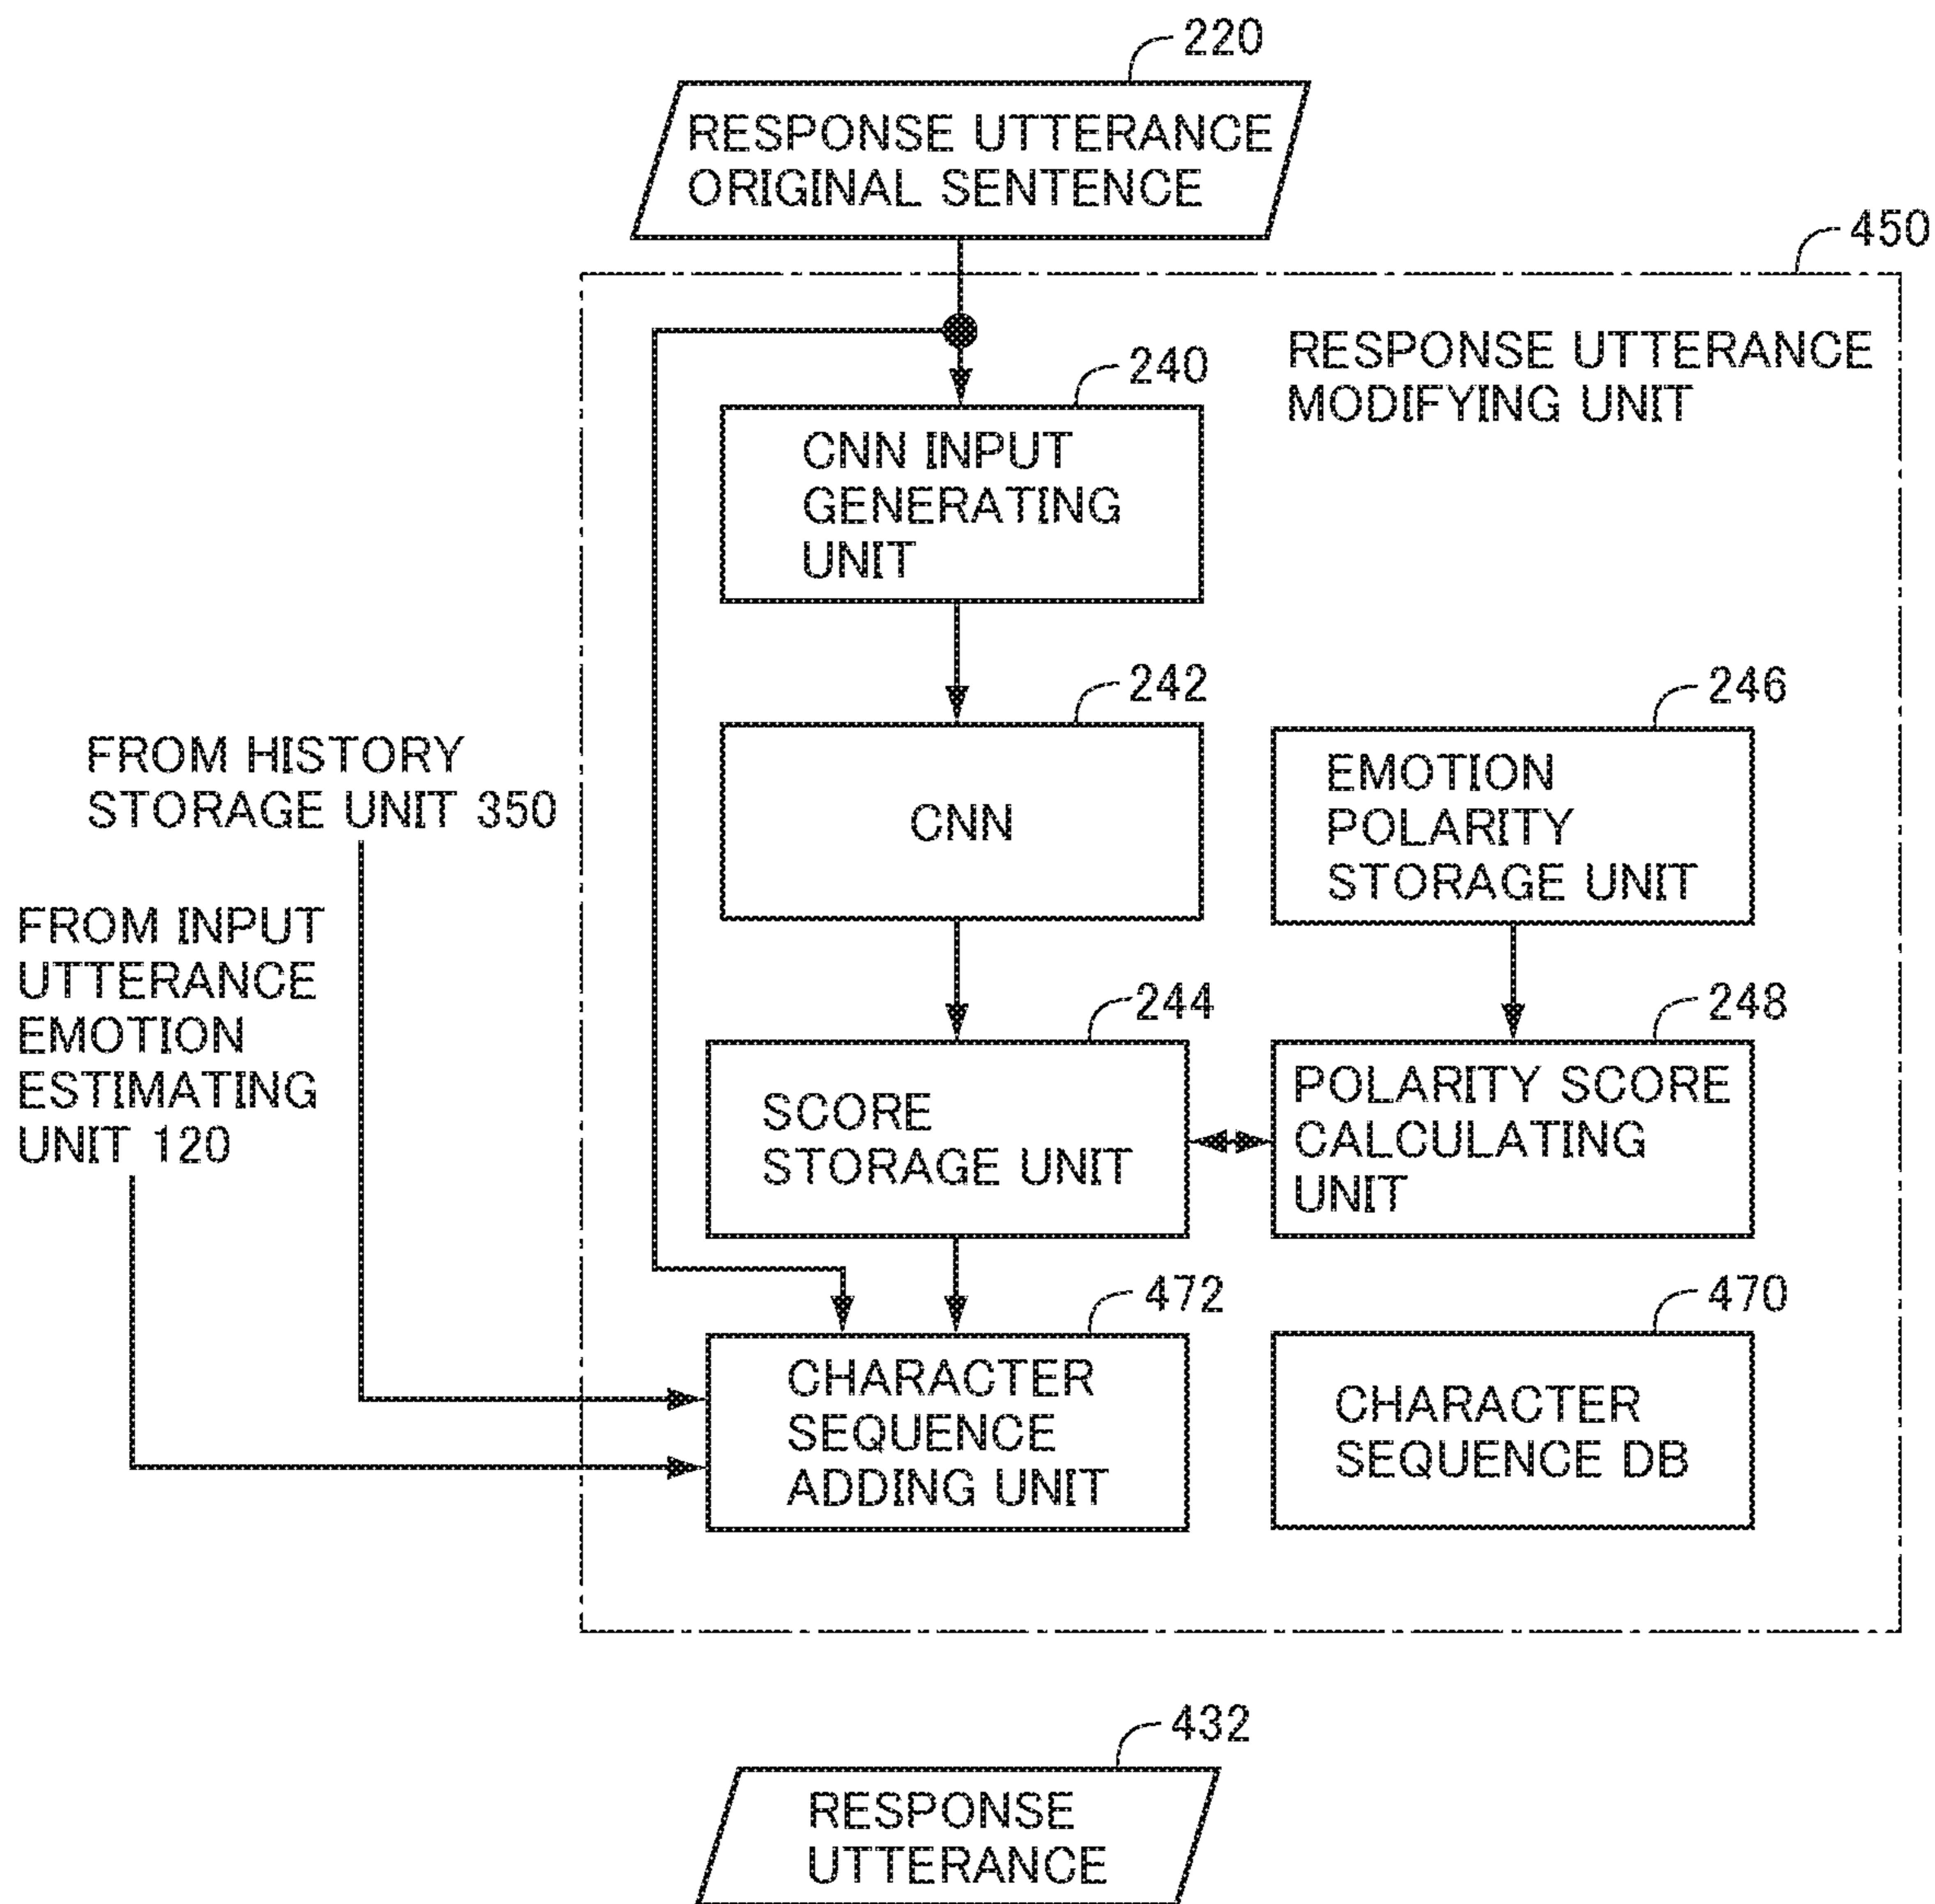 220
RESPONSE UTTERANCE
ORIGINAL SENTENCE
450
RESPONSE UTTERANCE
MODIFYING UNIT
240
CNN INPUT
GENERATING
UNIT
242
CNN
246
EMOTION
POLARITY
STORAGE UNIT
FROM HISTORY
STORAGE UNIT 350
FROM INPUT
UTTERANCE
EMOTION
ESTIMATING
UNIT 120
244
SCORE
STORAGE UNIT
248
POLARITY SCORE
CALCULATING
UNIT
472
CHARACTER
SEQUENCE
ADDING UNIT
470
CHARACTER
SEQUENCE DB
432
RESPONSE
UTTERANCE